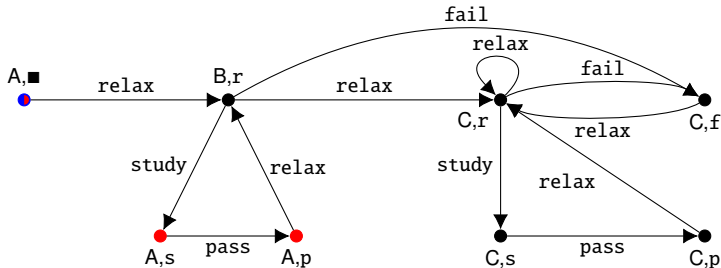 fail
A,■
B,r
relax
relax
relax
fail
C,r
C,f
relax
study
relax
study
relax
pass
pass
A,s
A,p
C,s
C,p